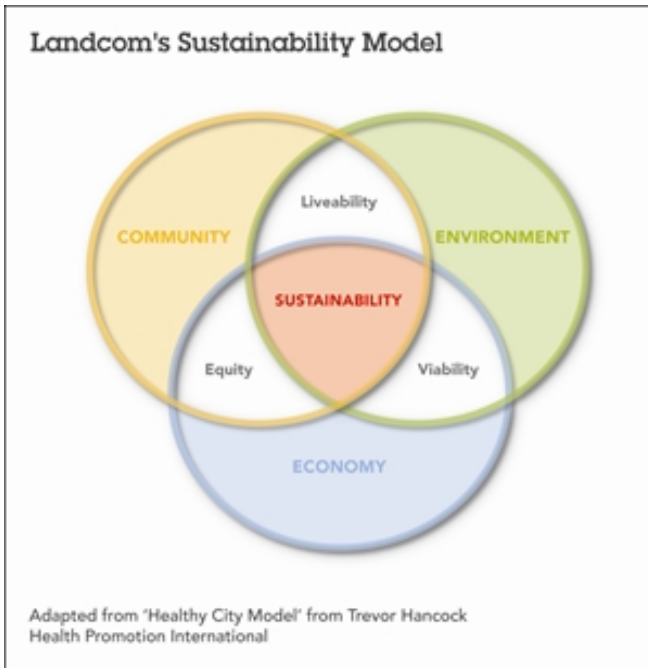 Landcom's Sustainability Model
Liveability
COMMUNITY
ENVIRONMENT
SUSTAINABILITY
Equity
Viability
ECONOMY
Adapted from 'Healthy City Model' from Trevor Hancock
Health Promotion International